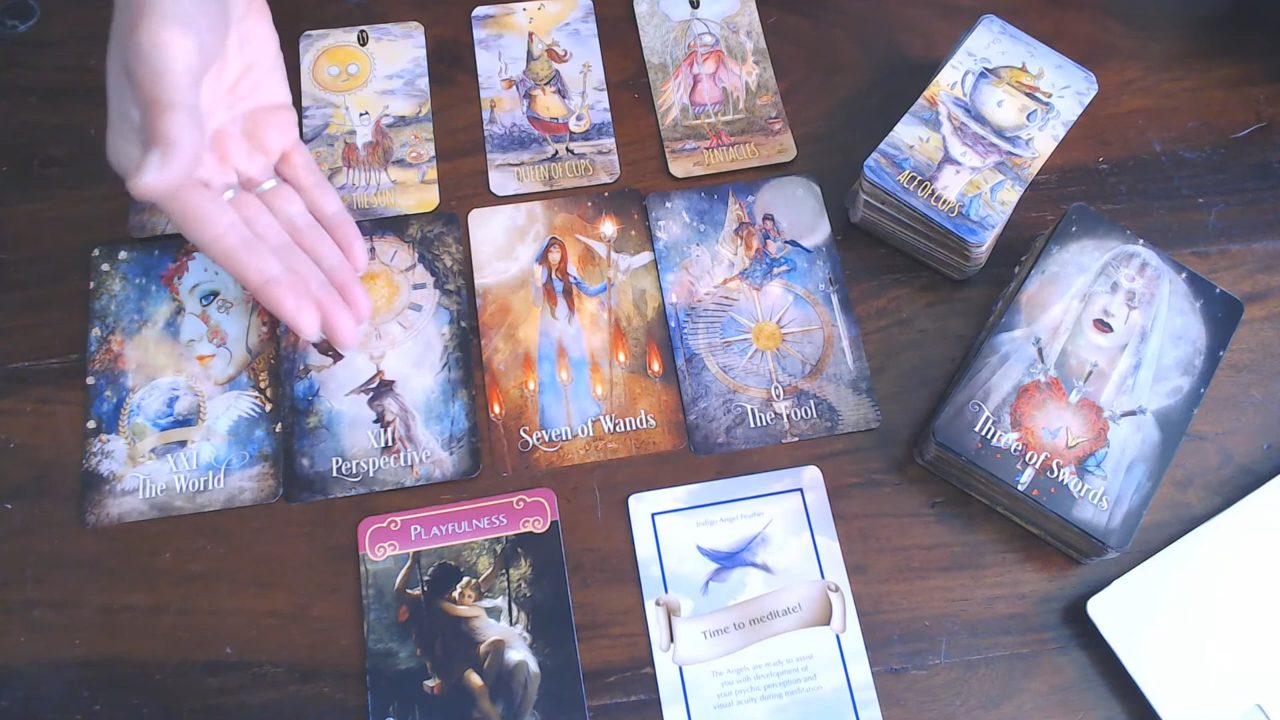 THE SUN
QUEEN OF CUPS
PENTACLES
ACE OF CUPS
XXI
The World
XII
Perspective
Seven of Wands
0
The Fool
Three of Swords
PLAYFULNESS
Indigo Angel Feather
Time to meditate!
The Angels are ready to assist
you with development of
your psychic perception and
visual acuity during meditation